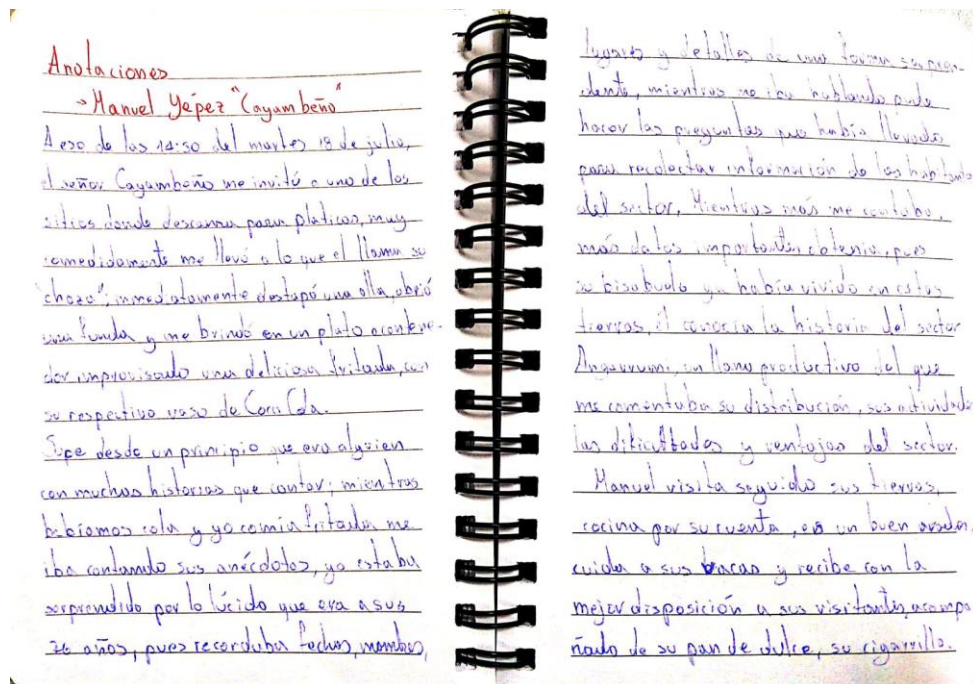 Anotaciones
→ Manuel Yépez "Cayambeño"
A eso de las 14:30 del martes 18 de julio,
el señor Cayambeño me invitó a uno de los
sitios donde descansa para platicar, muy
comedidamente me llevó a lo que el llama su
"choza"; inmediatamente destapó una olla, abrió
una funda y me brindó en un plato acontene-
dor improvisado una deliciosa fritada, con
su respectivo vaso de Coca Cola.
Supe desde un principio que era alguien
con muchas historias que contar; mientras
bebíamos cola y yo comía fritada me
iba contando sus anécdotas, yo estaba
sorprendido por lo lúcido que era a sus
años, pues recordaba fechas, nombres,
lugares y detalles de una forma sorpren-
dente, mientras me iba hablando pude
hacer las preguntas que había llevado
para recolectar información de los habitantes
del sector. Mientras más me contaba,
más datos importantes obtenía, pues
su bisabuelo ya había vivido en estas
tierras, él conocía la historia del sector
Angarrumi, un llano productivo del que
me comentaba su distribución, sus actividades
las dificultades y ventajas del sector.
Manuel visita seguido sus tierras,
cocina por su cuenta, es un buen arador,
cuida a sus vacas y recibe con la
mejor disposición a sus visitantes, acompa
ñado de su pan de dulce, su cigarrillo.